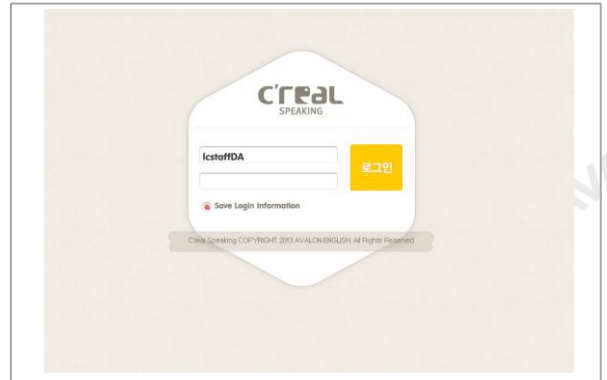 C'REAL
SPEAKING
lcstaffDA
로그인
Save Login Information
Creal Speaking COPYRIGHT 2013 AVALON ENGLISH, All Rights Reserved